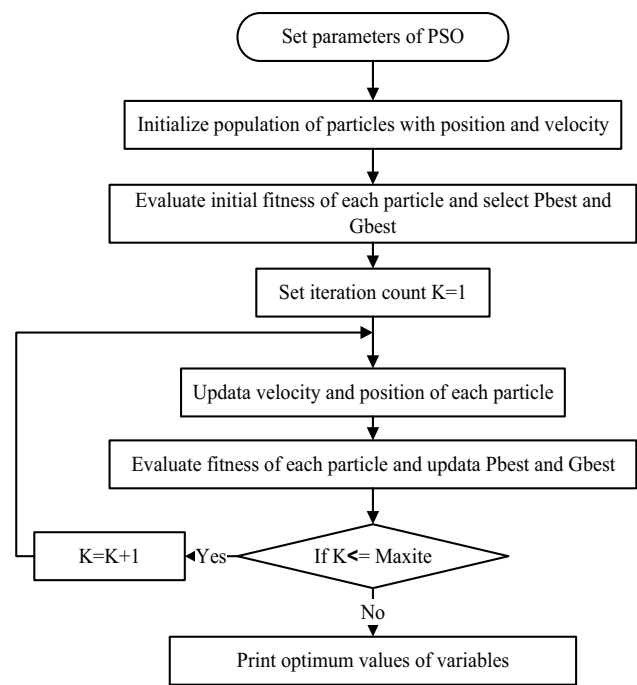 Set parameters of PSO
Initialize population of particles with position and velocity
Evaluate initial fitness of each particle and select Pbest and
Gbest
Set iteration count K=1
Updata velocity and position of each particle
Evaluate fitness of each particle and updata Pbest and Gbest
K=K+1
Yes
If K<= Maxite
No
Print optimum values of variables